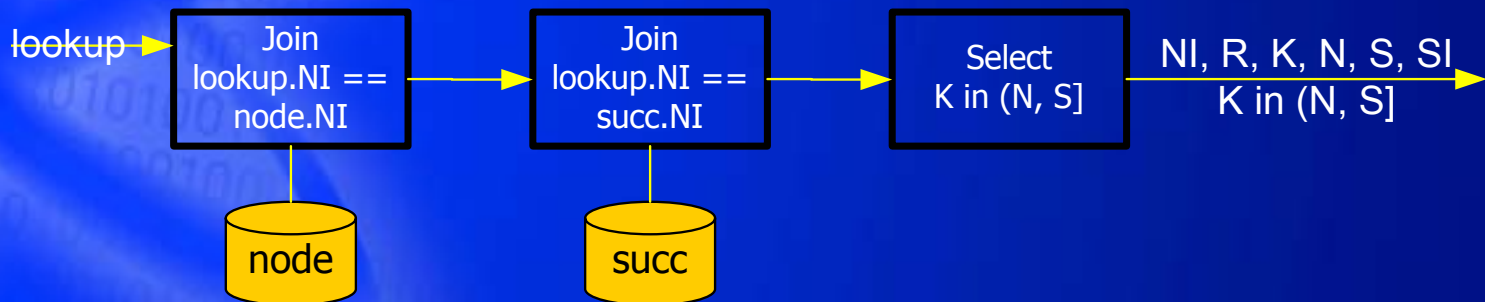 lookup
Join
lookup.NI ==
node.NI
Join
lookup.NI ==
succ.NI
Select
K in (N, S]
NI, R, K, N, S, SI
K in (N, S]
node
succ